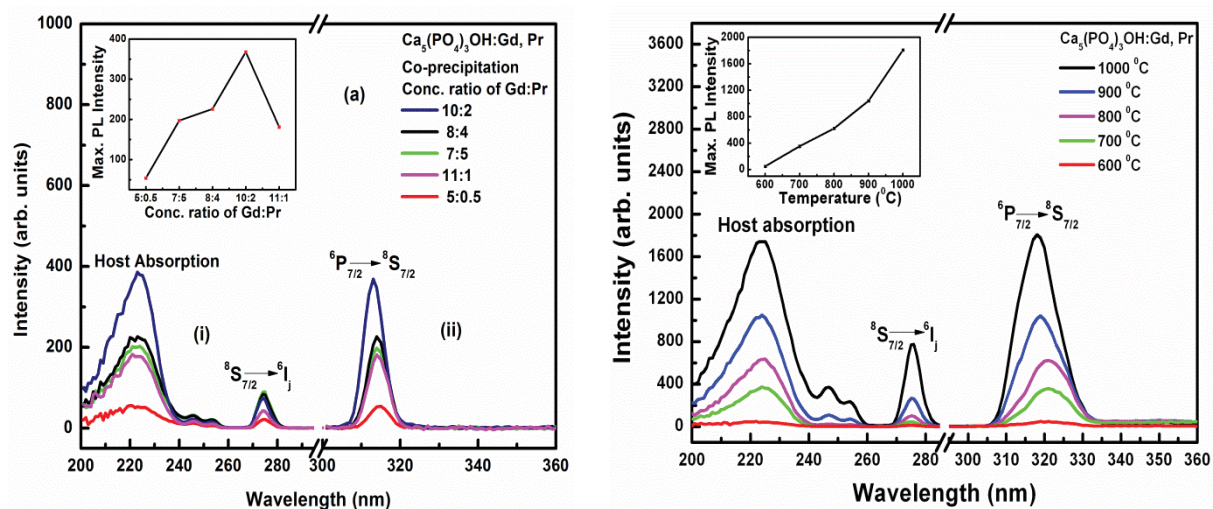 1000
800
600
400
200
0
Intensity (arb. units)
400
300
200
100
Max. PL Intensity
5:0.5 7:5 8:4 10:2 11:1
Conc. ratio of Gd:Pr
Ca5(PO4)3OH:Gd, Pr
Co-precipitation
(a) Conc. ratio of Gd:Pr
10:2
8:4
7:5
11:1
5:0.5
Host Absorption
6P7/2→8S7/2
(i)
(ii)
8S7/2→6Ij
200 220 240 260 280 300 320 340 360
Wavelength (nm)
3600
3200
2800
2400
2000
1800
1600
1200
800
400
0
Intensity (arb. units)
2000
1600
1200
800
400
0
Max. PL Intensity
600 700 800 900 1000
Temperature (0C)
Ca5(PO4)3OH:Gd, Pr
1000 0C
900 0C
800 0C
700 0C
600 0C
Host absorption
6P7/2→8S7/2
8S7/2→6Ij
200 220 240 260 280 300 320 340 360
Wavelength (nm)